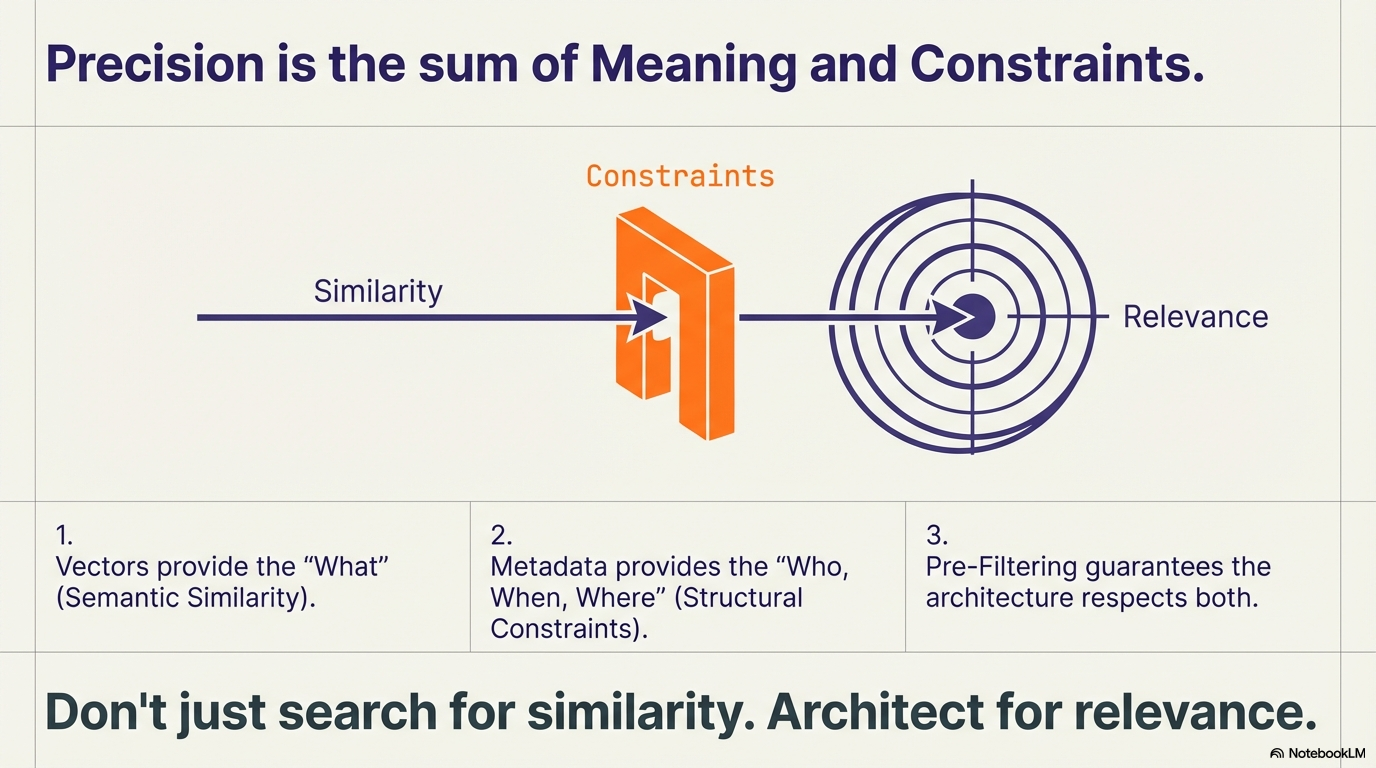 Precision is the sum of Meaning and Constraints.
Constraints
Similarity
Relevance
1.
Vectors provide the “What”
(Semantic Similarity).
2.
Metadata provides the “Who,
When, Where” (Structural
Constraints).
3.
Pre-Filtering guarantees the
architecture respects both.
Don't just search for similarity. Architect for relevance.
NotebookLM